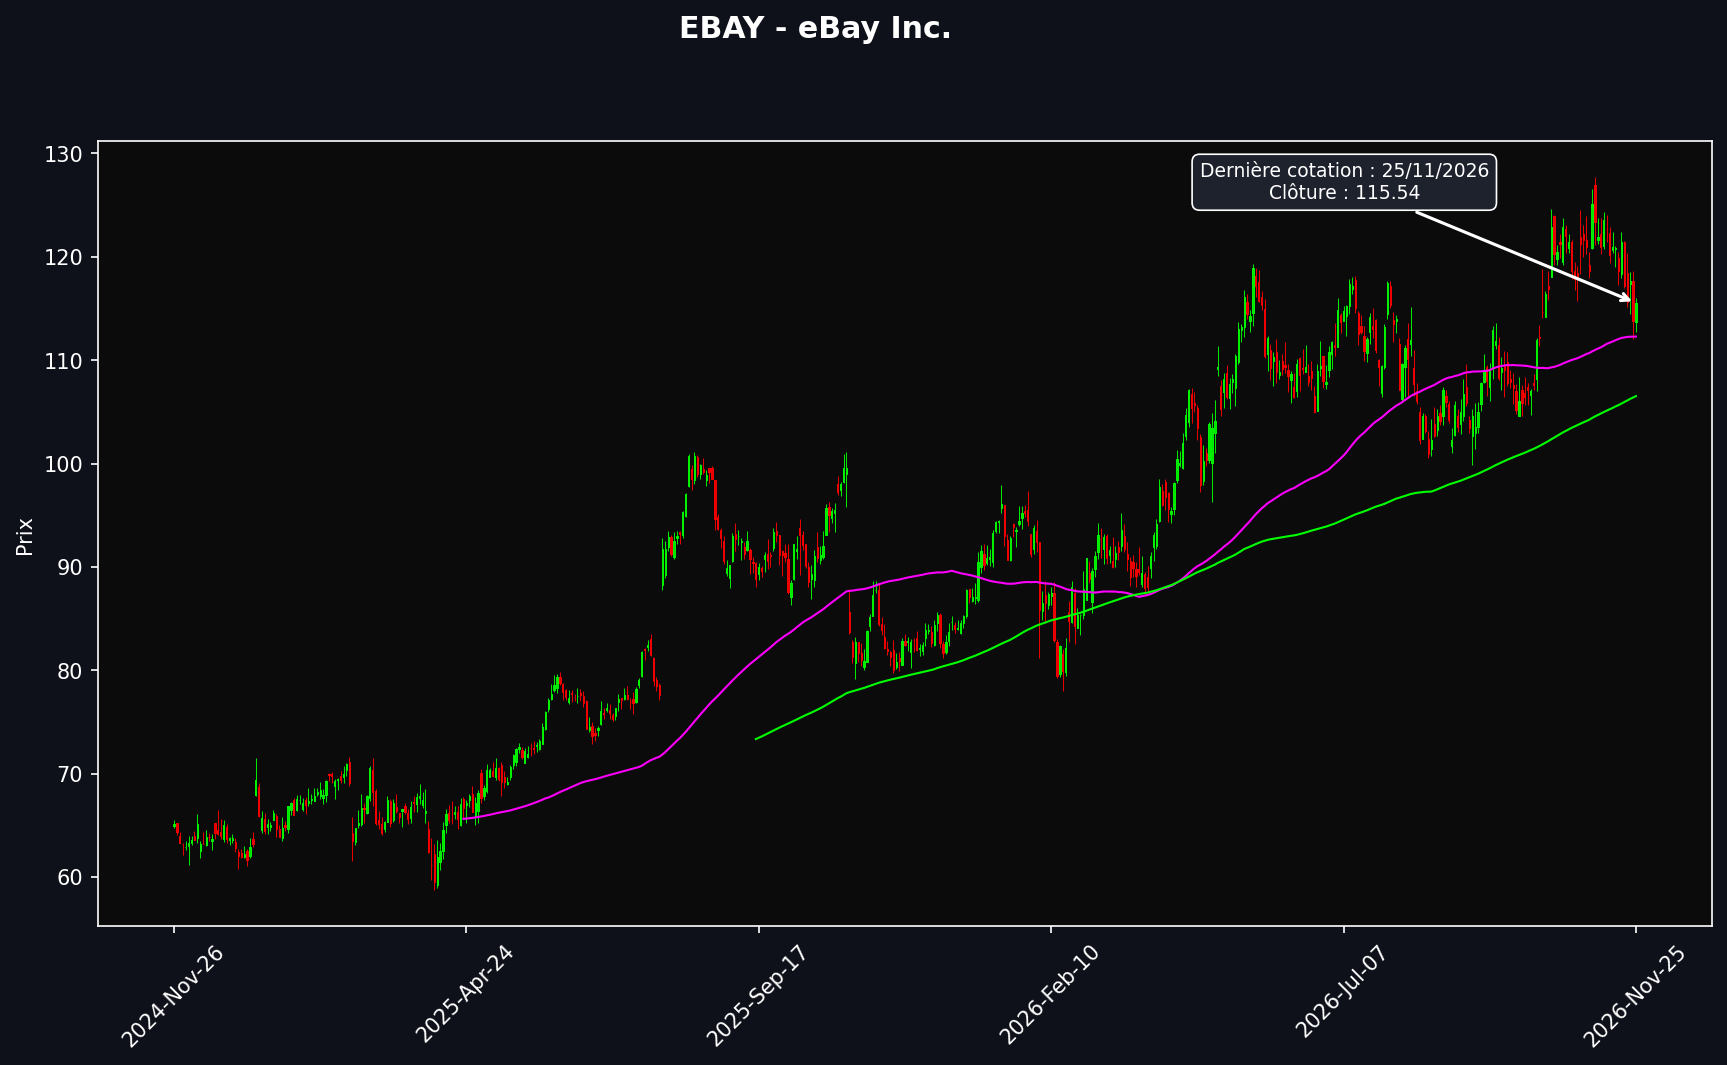 EBAY - eBay Inc.
Dernière cotation : 25/11/2026
Clôture : 115.54
Prix
130
120
110
100
90
80
70
60
2024-Nov-26
2025-Apr-24
2025-Sep-17
2026-Feb-10
2026-Jul-07
2026-Nov-25